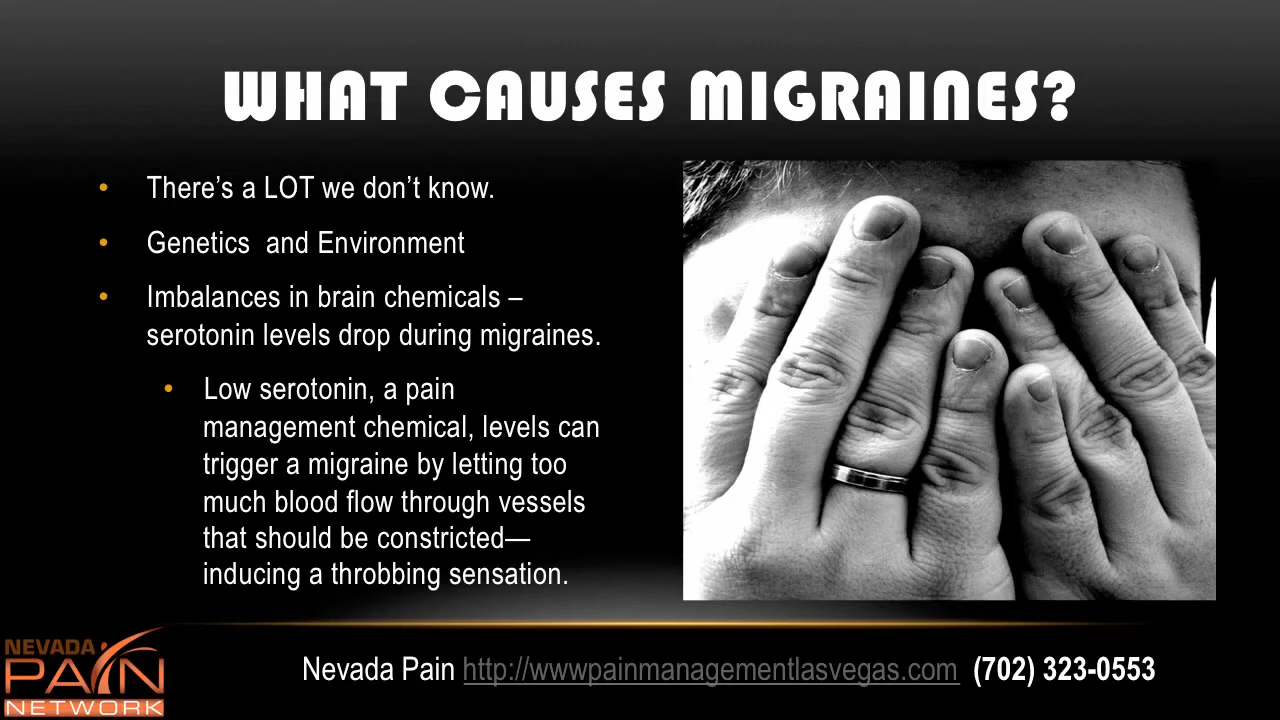 WHAT CAUSES MIGRAINES?
• There’s a LOT we don’t know.
• Genetics  and Environment
• Imbalances in brain chemicals –
serotonin levels drop during migraines.
• Low serotonin, a pain
management chemical, levels can
trigger a migraine by letting too
much blood flow through vessels
that should be constricted—
inducing a throbbing sensation.
NEVADA
PAIN
NETWORK
Nevada Pain http://wwwpainmanagementlasvegas.com  (702) 323-0553